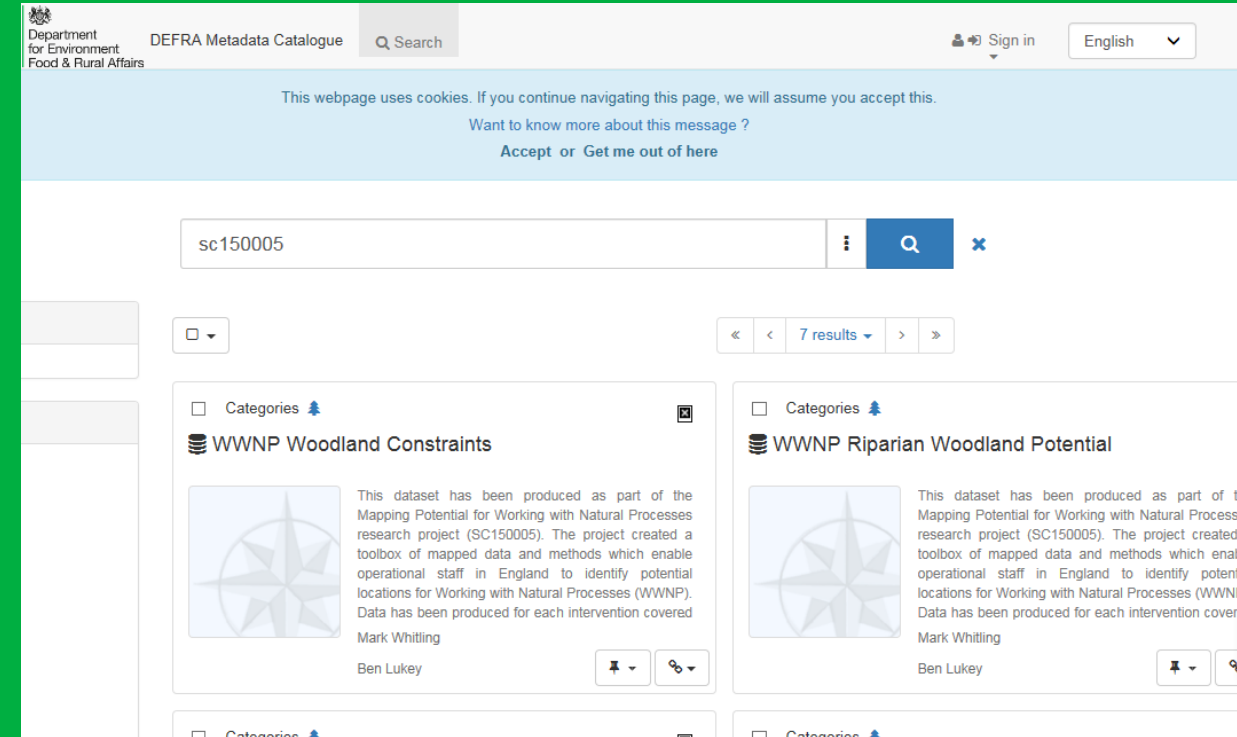 Department
for Environment
Food & Rural Affairs
DEFRA Metadata Catalogue
Search
Sign in
English
This webpage uses cookies. If you continue navigating this page, we will assume you accept this.
Want to know more about this message ?
Accept or Get me out of here
sc150005
7 results
Categories
WWNP Woodland Constraints
This dataset has been produced as part of the
Mapping Potential for Working with Natural Processes
research project (SC150005). The project created a
toolbox of mapped data and methods which enable
operational staff in England to identify potential
locations for Working with Natural Processes (WWNP).
Data has been produced for each intervention covered
Mark Whitling
Ben Lukey
Categories
WWNP Riparian Woodland Potential
This dataset has been produced as part of
Mapping Potential for Working with Natural
research project (SC150005). The project created
toolbox of mapped data and methods which
operational staff in England to identify
locations for Working with Natural Processes
Data has been produced for each intervention
Mark Whitling
Ben Lukey
Categories
Categories